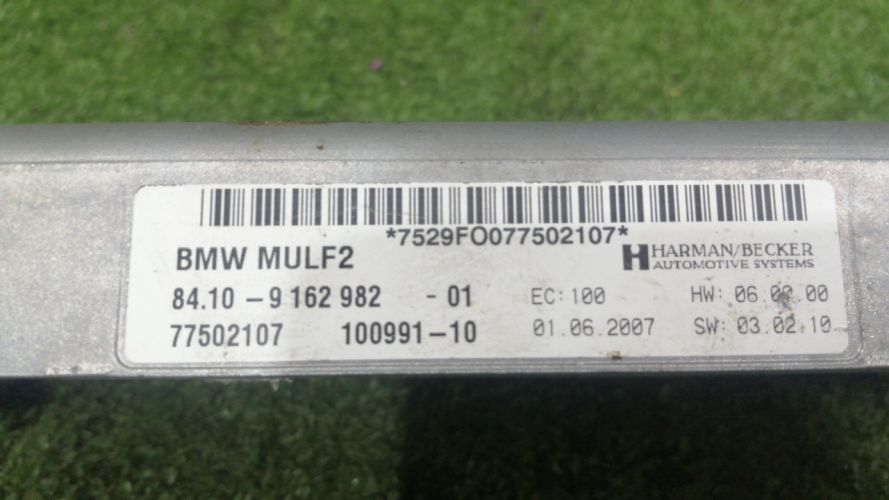 *7529FO077502107*
BMW MULF2
HARMAN/BECKER
AUTOMOTIVE SYSTEMS
84.10 - 9 162 982 - 01 EC: 100 HW: 06.00.00
77502107 100991-10 01.06.2007 SW: 03.02.10